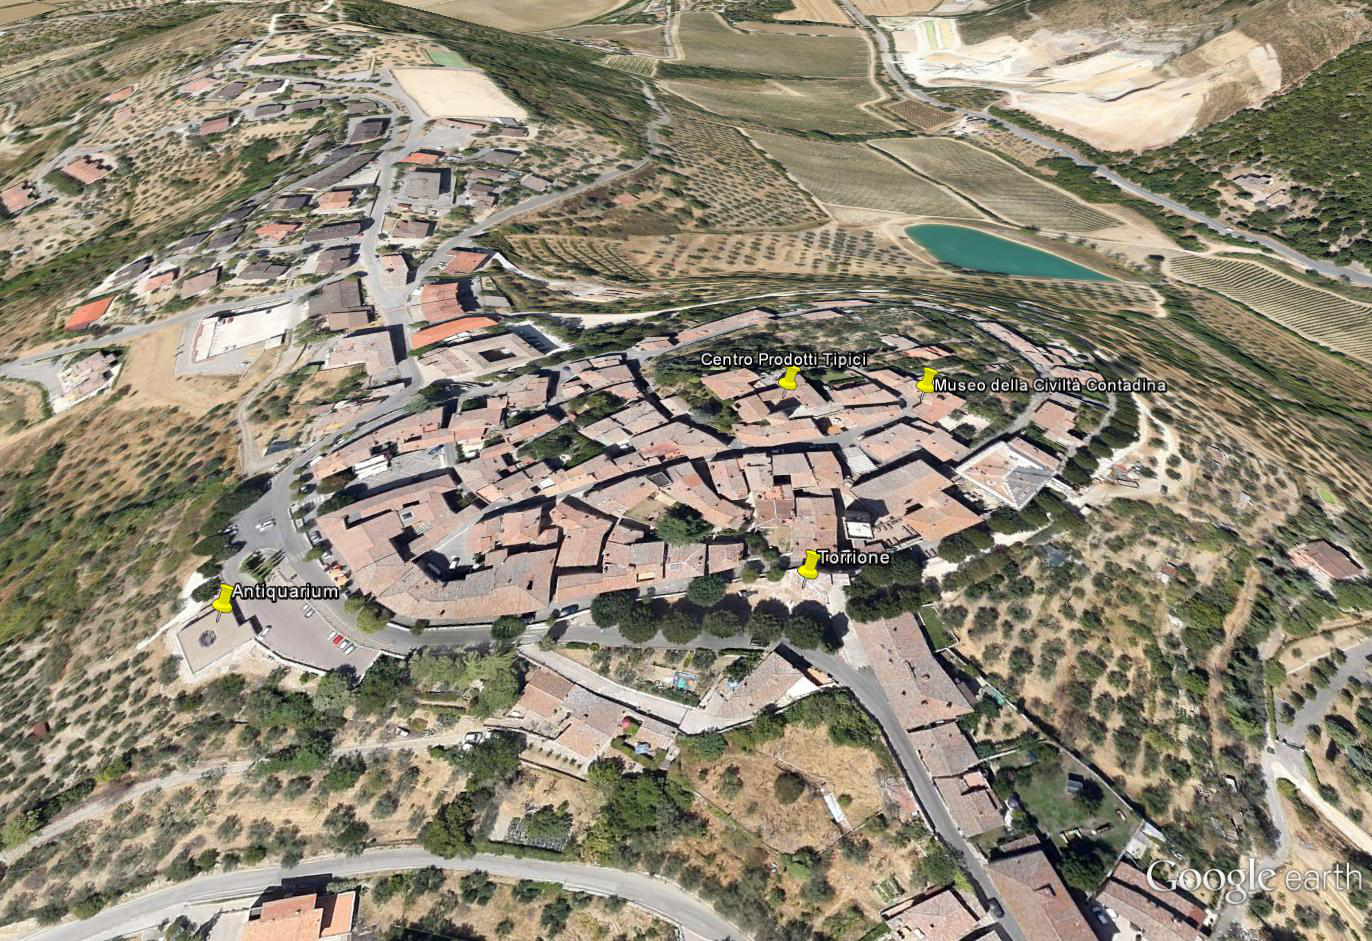 Centro Prodotti Tipici
Museo della Civiltà Contadina
Torrione
Antiquarium
Google earth